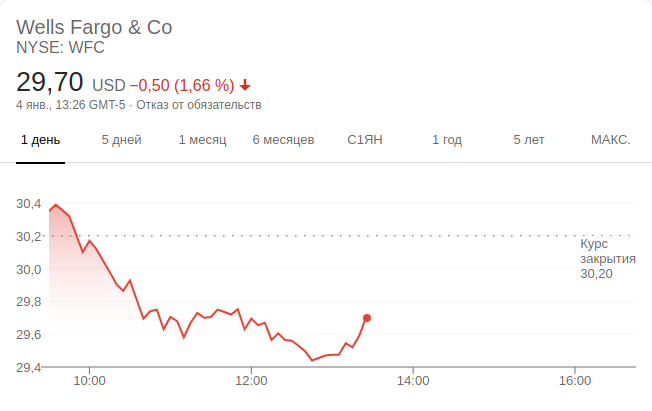 Wells Fargo & Co
NYSE: WFC
29,70 USD −0,50 (1,66 %)
4 янв., 13:26 GMT-5 · Отказ от обязательств
1 день 5 дней 1 месяц 6 месяцев С1ЯН 1 год 5 лет МАКС.
30,4
30,2
Курс
закрытия
30,20
30,0
29,8
29,6
29,4
10:00 12:00 14:00 16:00